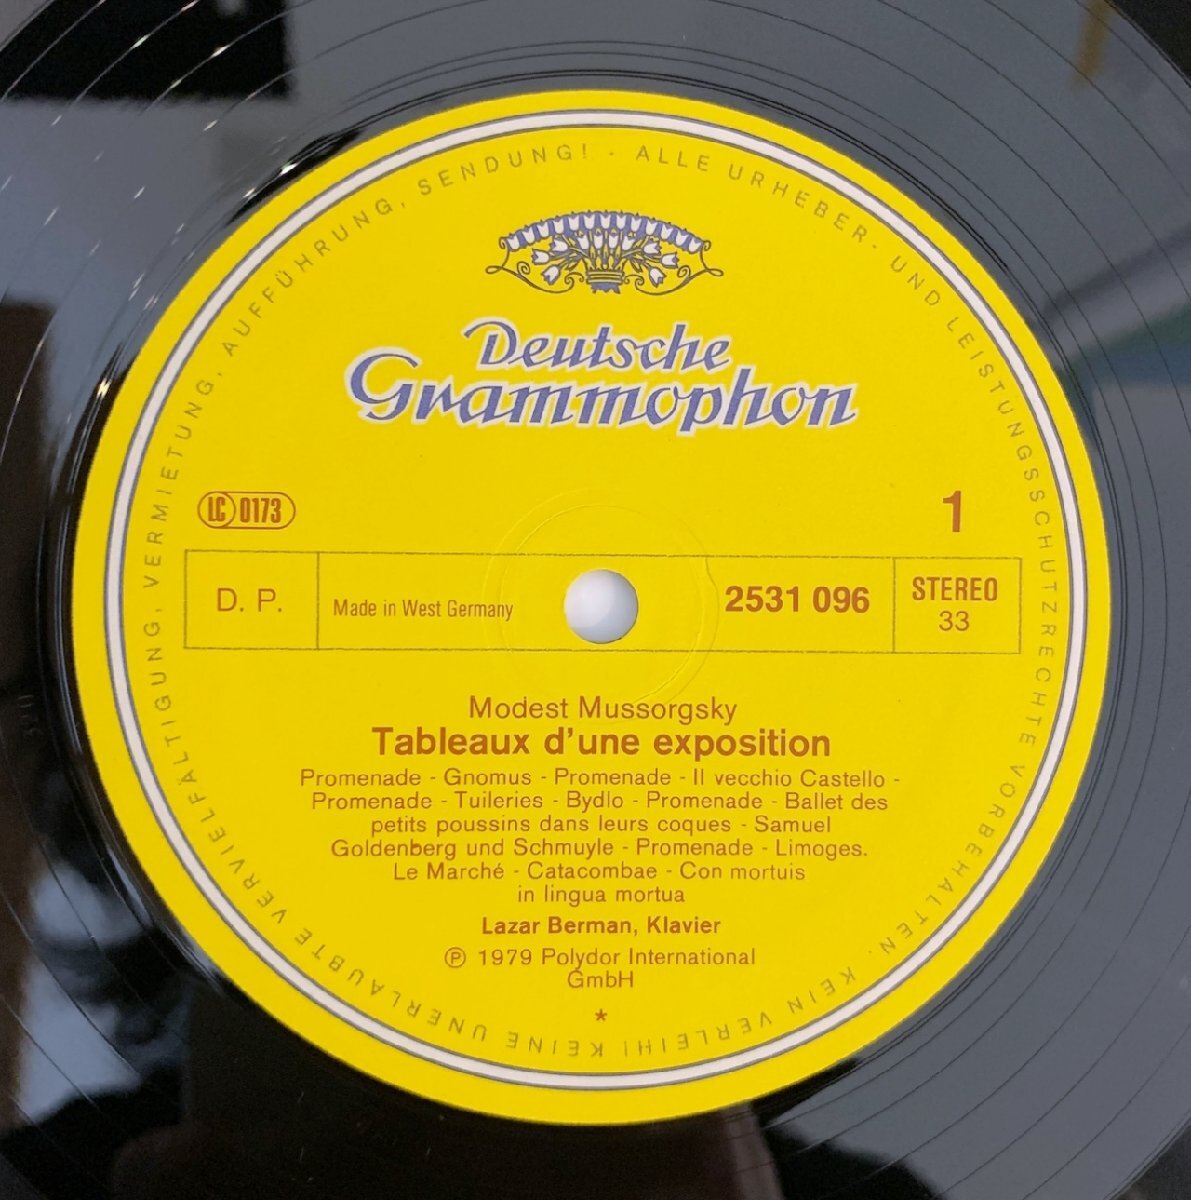 ALLE URHEBER- UND LEISTUNGSSCHUTZRECHTE VORBEHALTEN. KEIN VERLEIH! KEINE UNERLAUBTE VERVIELFÄLTIGUNG, VERMIETUNG, AUFFÜHRUNG, SENDUNG! ·
Deutsche
Grammophon
LC 0173
1
D. P.
Made in West Germany
2531 096
STEREO
33
Modest Mussorgsky
Tableaux d'une exposition
Promenade - Gnomus - Promenade - Il vecchio Castello -
Promenade - Tuileries - Bydlo - Promenade - Ballet des
petits poussins dans leurs coques - Samuel
Goldenberg und Schmuyle - Promenade - Limoges.
Le Marché - Catacombae - Con mortuis
in lingua mortua
Lazar Berman, Klavier
℗ 1979 Polydor International
GmbH
*